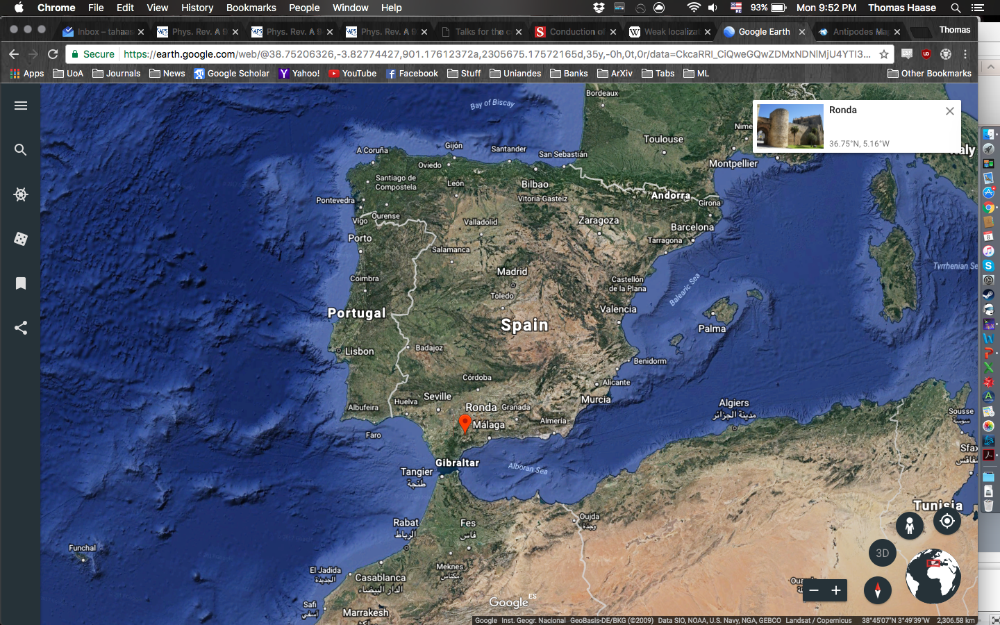 Chrome File Edit View History Bookmarks People Window Help 93% Mon 9:52 PM Thomas Haase
Inbox – tahaas Phys. Rev. A 9 Phys. Rev. A 9 Phys. Rev. A 9 Talks for the c Conduction of Weak localizat Google Earth Antipodes Map Thomas
Secure https://earth.google.com/web/@38.75206326,-3.82774427,901.17612372a,2305675.17572165d,35y,-0h,0t,0r/data=
Apps UoA Journals News Google Scholar Yahoo! YouTube Facebook Stuff Uniandes Banks ArXiv Tabs ML Other Bookmarks
Ronda
36.75°N, 5.16°W
Bordeaux
Bay of Biscay
Toulouse
Nime
Montpellier
Italy
A Coruña
Gijón
Santander
San Sebastián
Oviedo
Santiago de
Compostela
León
Bilbao
Vitoria-Gasteiz
Andorra
Girona
Pontevedra
Vigo
Ourense
Valladolid
Zaragoza
Barcelona
Porto
Salamanca
Tarragona
Tyrrhenian Se
Madrid
Coimbra
Castellón
de la Plana
Balearic Sea
Toledo
Portugal
Valencia
Spain
Palma
Lisbon
Badajoz
Benidorm
Córdoba
Alicante
Albufeira
Huelva
Seville
Murcia
Ronda
Granada
Algiers
مدينة الجزائر
Sousse
سوسة
Málaga
Almería
Faro
Sfax
صفاقس
Gibraltar
Alboran Sea
Tangier
طنجة
Tunisia
Rabat
الرباط
Fes
فاس
Oujda
وجدة
Funchal
3D
El Jadida
الجديدة
Casablanca
الدار البيضاء
Meknes
مكناس
Safi
آسفي
Marrakesh
Google ES
Google Inst. Geogr. Nacional GeoBasis-DE/BKG (©2009) Data SIO, NOAA, U.S. Navy, NGA, GEBCO Landsat / Copernicus 38°45'07"N 3°49'39"W 2,306.58 km